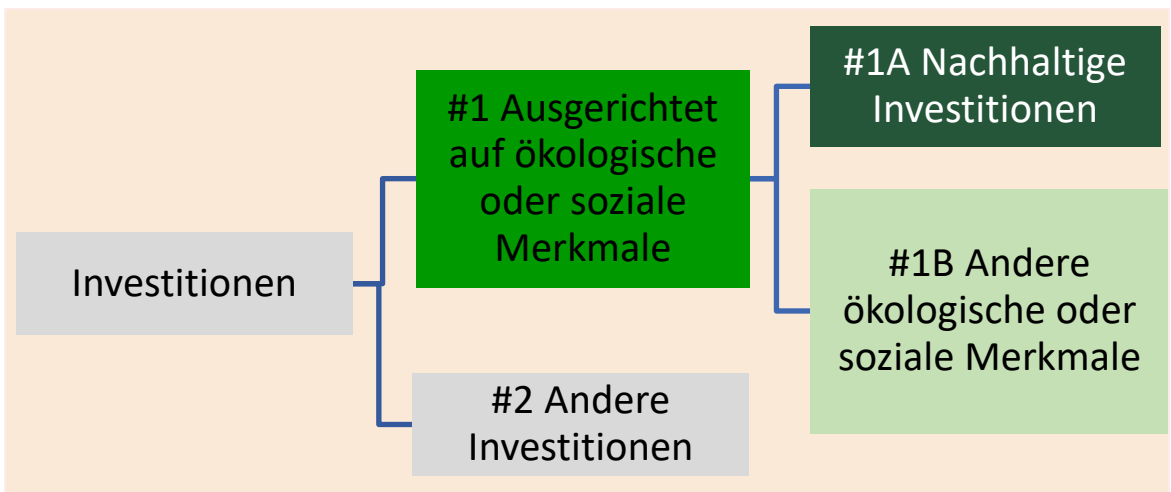 Investitionen
#1 Ausgerichtet
auf ökologische
oder soziale
Merkmale
#2 Andere
Investitionen
#1A Nachhaltige
Investitionen
#1B Andere
ökologische oder
soziale Merkmale